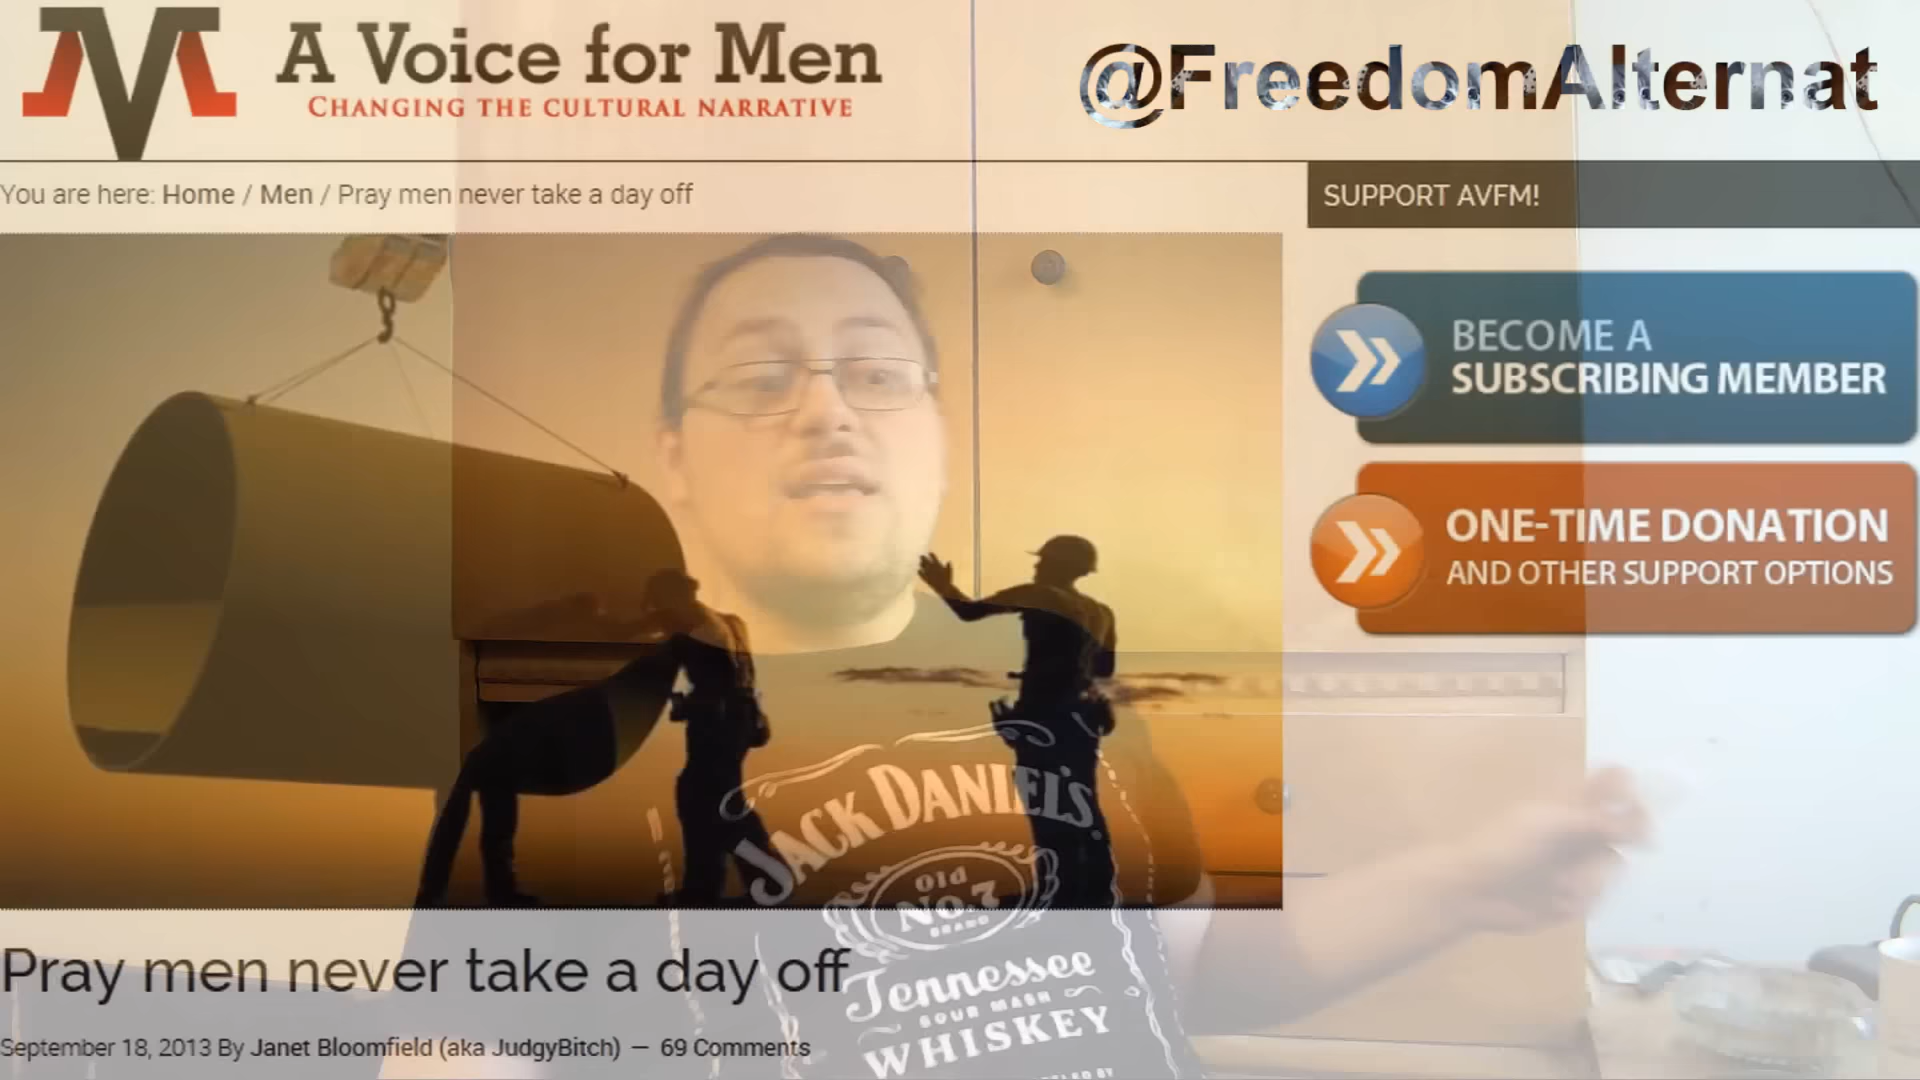 A Voice for Men
CHANGING THE CULTURAL NARRATIVE
@FreedomAlternat
You are here: Home / Men / Pray men never take a day off
SUPPORT AVFM!
BECOME A
SUBSCRIBING MEMBER
ONE-TIME DONATION
AND OTHER SUPPORT OPTIONS
JACK DANIEL'S
Old
No. 7
BRAND
Tennessee
SOUR MASH
WHISKEY
Pray men never take a day off
September 18, 2013 By Janet Bloomfield (aka JudgyBitch) — 69 Comments